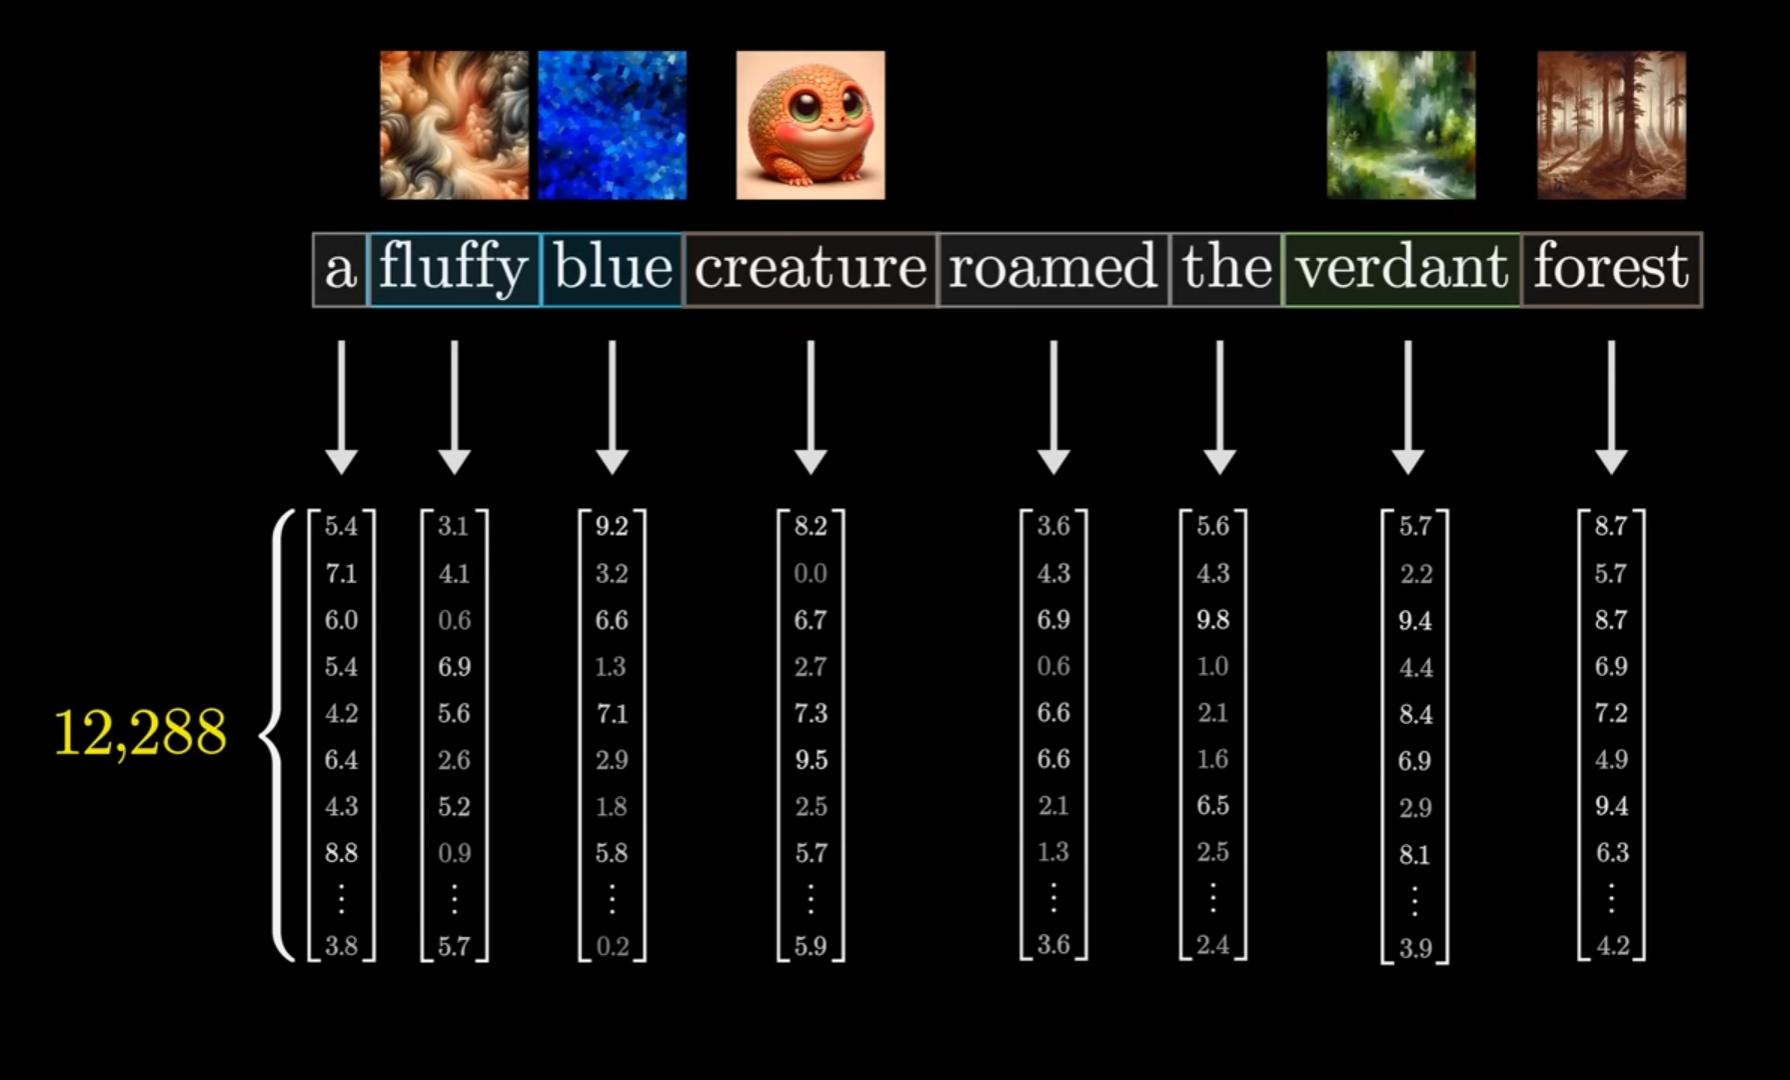 a fluffy blue creature roamed the verdant forest
5.4 3.1 9.2 8.2 3.6 5.6 5.7 8.7
7.1 4.1 3.2 0.0 4.3 4.3 2.2 5.7
6.0 0.6 6.6 6.7 6.9 9.8 9.4 8.7
5.4 6.9 1.3 2.7 0.6 1.0 4.4 6.9
12,288
4.2 5.6 7.1 7.3 6.6 2.1 8.4 7.2
6.4 2.6 2.9 9.5 6.6 1.6 6.9 4.9
4.3 5.2 1.8 2.5 2.1 6.5 2.9 9.4
8.8 0.9 5.8 5.7 1.3 2.5 8.1 6.3
⋮ ⋮ ⋮ ⋮ ⋮ ⋮ ⋮ ⋮
3.8 5.7 0.2 5.9 3.6 2.4 3.9 4.2